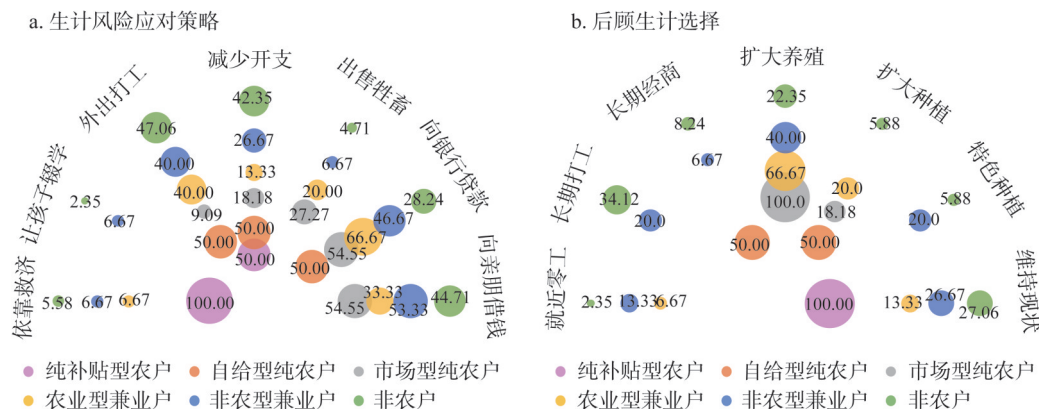 a. 生计风险应对策略
依靠救济
让孩子辍学
外出打工
减少开支
出售牲畜
向银行贷款
向亲朋借钱
5.58
6.67
6.67
100.00
2.35
6.67
47.06
40.00
40.00
9.09
50.00
42.35
26.67
13.33
18.18
50.00
50.00
4.71
6.67
20.00
27.27
28.24
46.67
66.67
54.55
50.00
54.55
33.33
53.33
44.71
纯补贴型农户
自给型纯农户
市场型纯农户
农业型兼业户
非农型兼业户
非农户
b. 后顾生计选择
就近零工
长期打工
长期经商
扩大养殖
扩大种植
特色种植
维持现状
2.35
13.33
6.67
34.12
20.0
8.24
6.67
22.35
40.00
66.67
100.0
50.00
5.88
20.0
18.18
50.00
5.88
20.0
100.00
13.33
26.67
27.06
纯补贴型农户
自给型纯农户
市场型纯农户
农业型兼业户
非农型兼业户
非农户